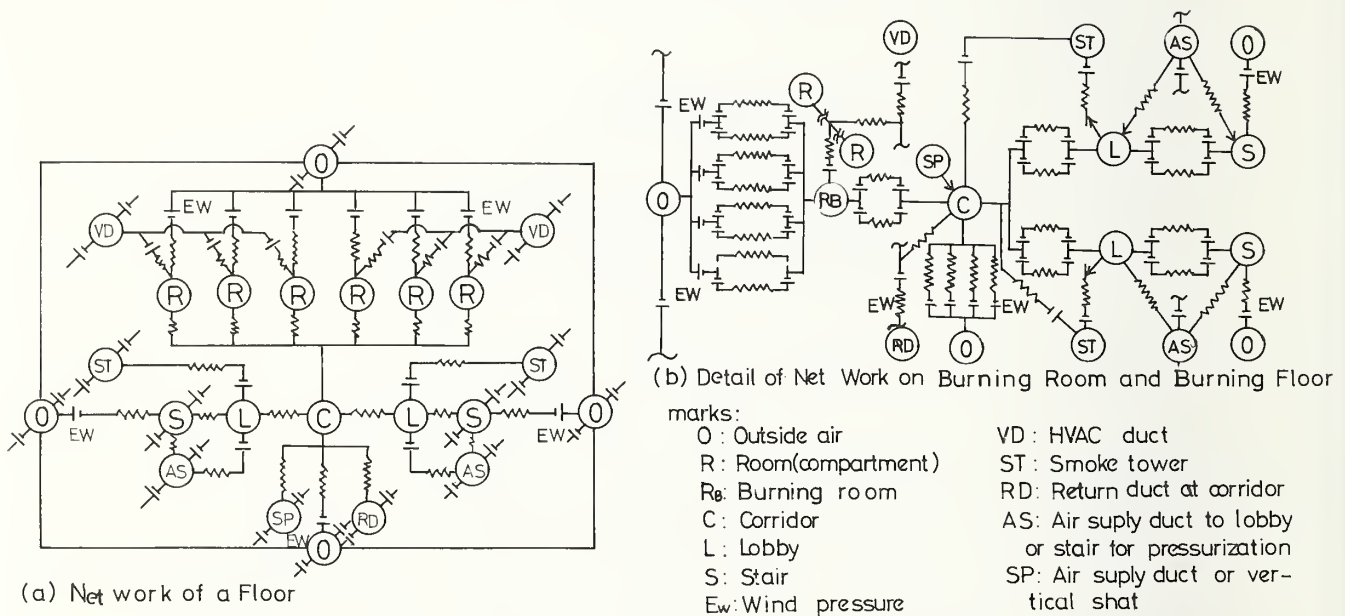 O
EW
EW
VD
VD
R
R
R
R
R
R
ST
ST
O
S
L
C
L
S
O
EW
EW
AS
AS
SP
RD
EW
O
(a) Net work of a Floor
VD
ST
AS
O
EW
EW
R
R
SP
L
S
O
RB
C
L
S
EW
EW
EW
EW
RD
O
ST
AS
O
(b) Detail of Net Work on Burning Room and Burning Floor
marks:
O : Outside air
R : Room(compartment)
RB: Burning room
C : Corridor
L : Lobby
S : Stair
Ew: Wind pressure
VD : HVAC duct
ST : Smoke tower
RD : Return duct at corridor
AS : Air suply duct to lobby
or stair for pressurization
SP: Air suply duct or ver-
tical shat